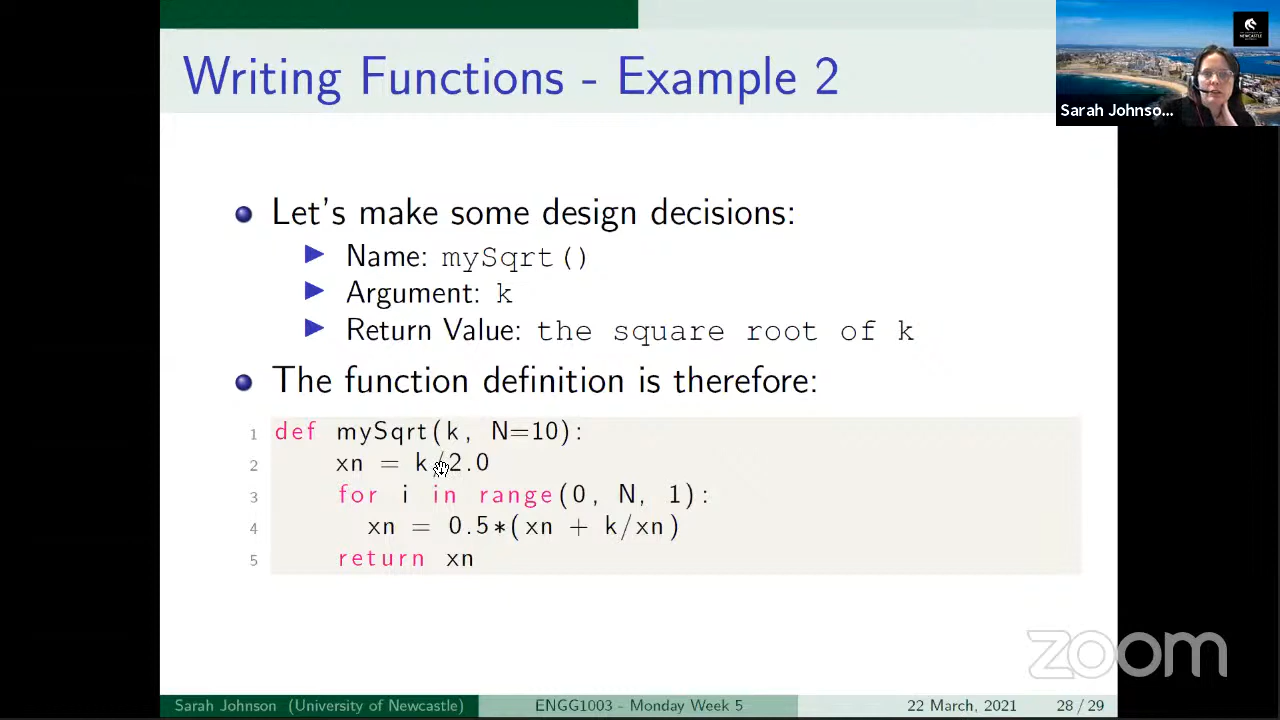 Writing Functions - Example 2
Sarah Johnso...
Let's make some design decisions:
Name: mySqrt()
Argument: k
Return Value: the square root of k
The function definition is therefore:
1 def mySqrt(k, N=10):
2 xn = k/2.0
3 for i in range(0, N, 1):
4 xn = 0.5*(xn + k/xn)
5 return xn
zoom
Sarah Johnson (University of Newcastle) ENGG1003 - Monday Week 5 22 March, 2021 28 / 29